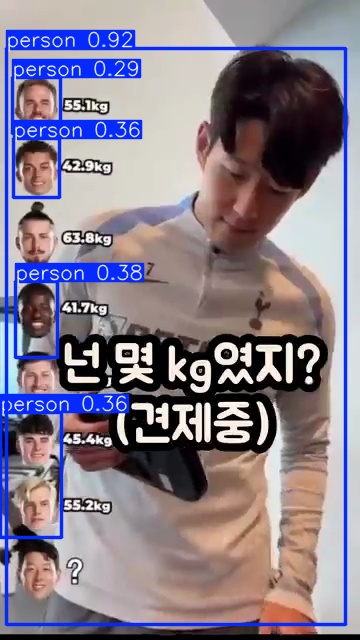 person 0.92
person 0.29
55.1kg
person 0.36
42.9kg
63.8kg
person 0.38
41.7kg
넌 몇 kg였지?
person 0.36
45.4kg
(견제중)
55.2kg
?
7